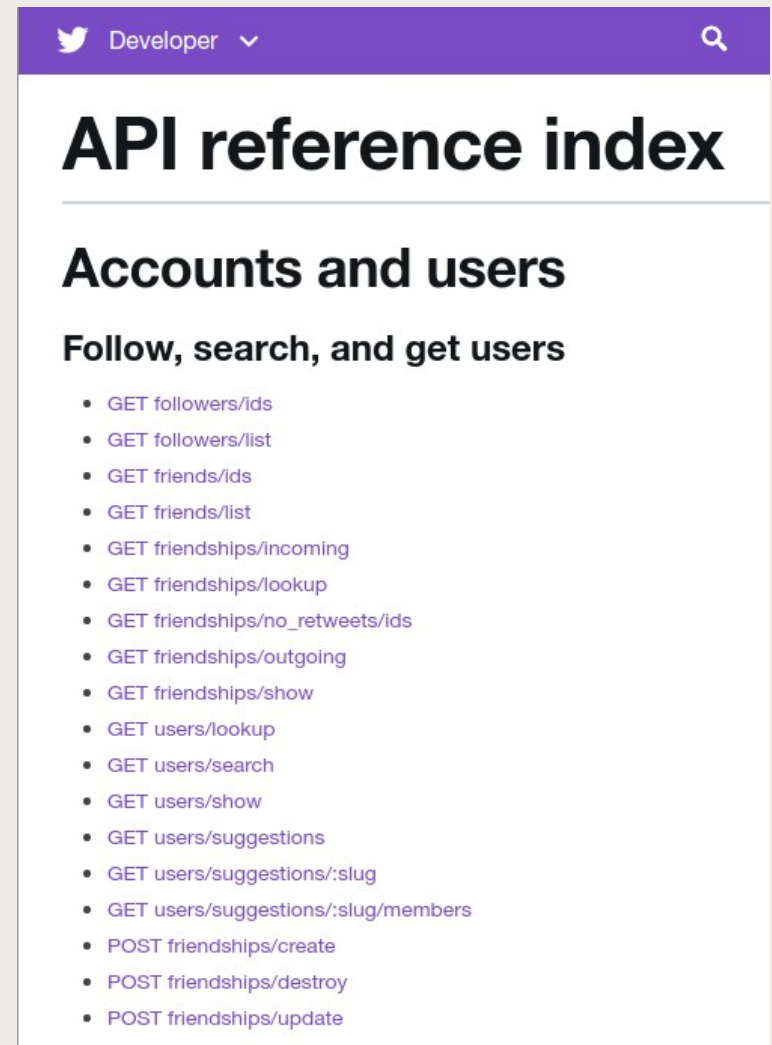 Developer
API reference index
Accounts and users
Follow, search, and get users
GET followers/ids
GET followers/list
GET friends/ids
GET friends/list
GET friendships/incoming
GET friendships/lookup
GET friendships/no_retweets/ids
GET friendships/outgoing
GET friendships/show
GET users/lookup
GET users/search
GET users/show
GET users/suggestions
GET users/suggestions/:slug
GET users/suggestions/:slug/members
POST friendships/create
POST friendships/destroy
POST friendships/update